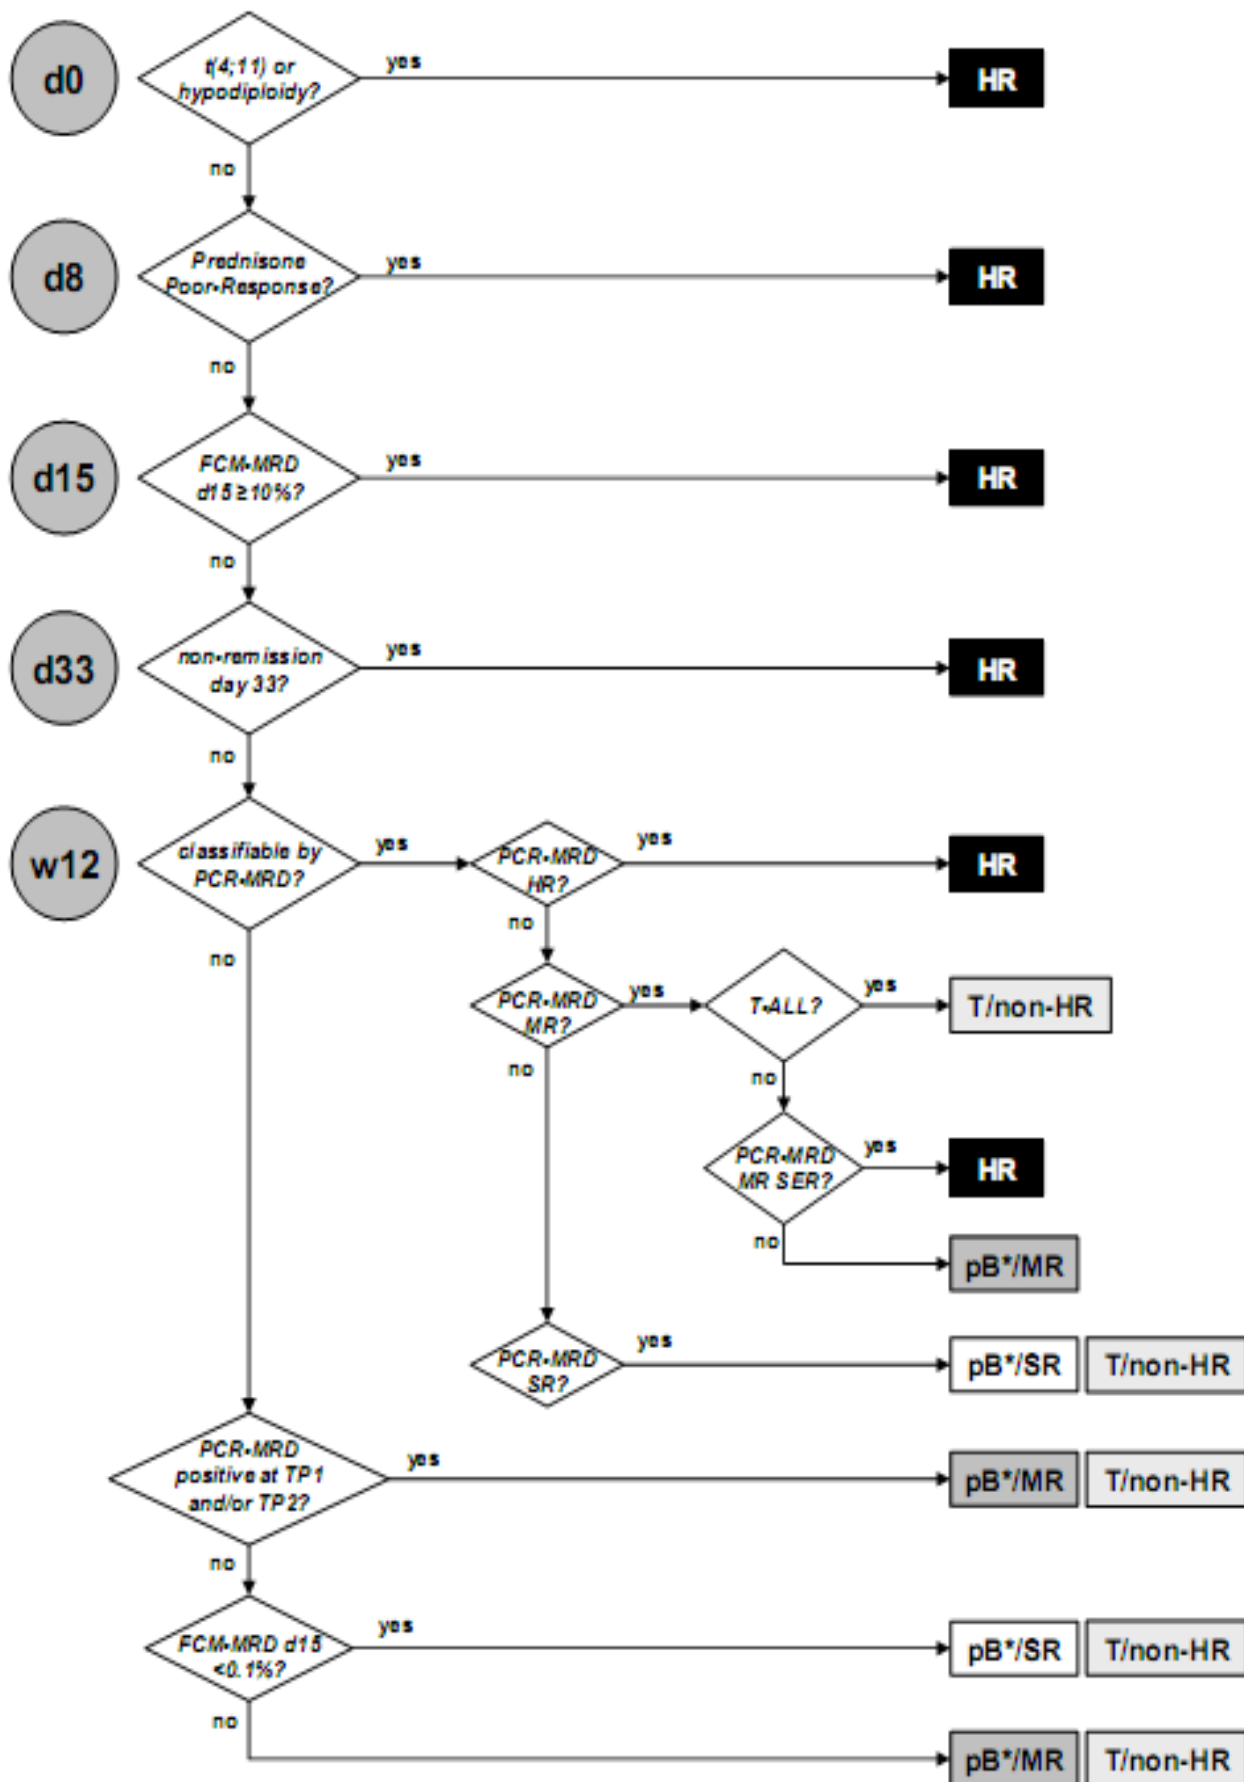 d0
t(4;11) or
hypodiploidy?
yes
HR
no
d8
Prednisone
Poor-Response?
yes
HR
no
d15
FCM-MRD
d15≥10%?
yes
HR
no
d33
non-remission
day 33?
yes
HR
no
w12
classifiable by
PCR-MRD?
yes
PCR-MRD
HR?
yes
HR
no
no
PCR-MRD
MR?
yes
T-ALL?
yes
T/non-HR
no
no
PCR-MRD
MR SER?
yes
HR
no
pB*/MR
PCR-MRD
SR?
yes
pB*/SR
T/non-HR
PCR-MRD
positive at TP1
and/or TP2?
yes
pB*/MR
T/non-HR
no
FCM-MRD d15
<0.1%?
yes
pB*/SR
T/non-HR
no
pB*/MR
T/non-HR